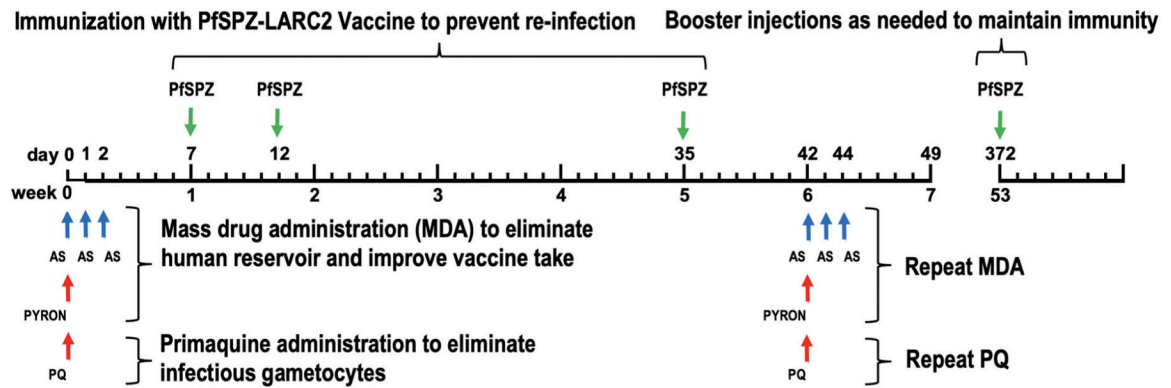 Immunization with PfSPZ-LARC2 Vaccine to prevent re-infection
Booster injections as needed to maintain immunity
PfSPZ PfSPZ PfSPZ PfSPZ
day 0 1 2 7 12 35 42 44 49 372
week 0 1 2 3 4 5 6 7 53
AS AS AS
PYRON
Mass drug administration (MDA) to eliminate
human reservoir and improve vaccine take
PQ
Primaquine administration to eliminate
infectious gametocytes
AS AS AS
PYRON
Repeat MDA
PQ
Repeat PQ